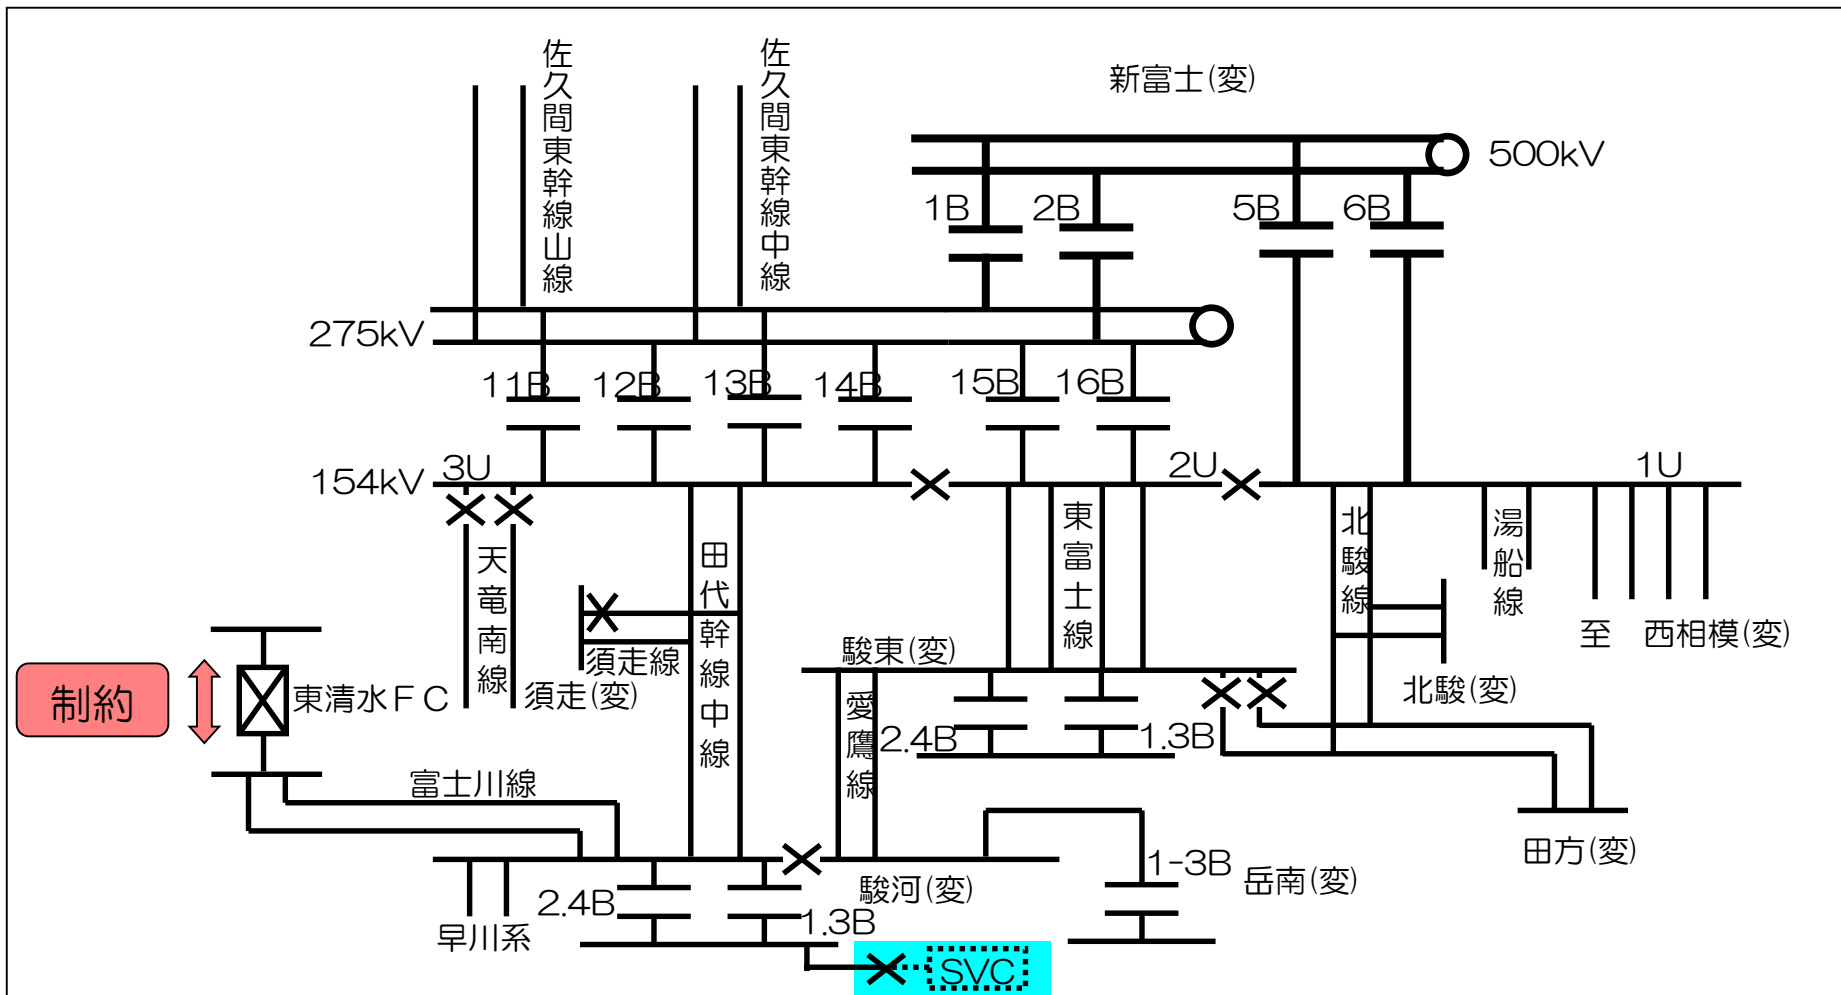 佐久間東幹線山線
佐久間東幹線中線
新富士(変)
500kV
1B
2B
5B
6B
275kV
11B
12B
13B
14B
15B
16B
154kV
3U
2U
1U
天竜南線
田代幹線中線
東富士線
北駿線
湯船線
須走線
須走(変)
至 西相模(変)
駿東(変)
北駿(変)
制約
東清水FC
愛鷹線
2.4B
1.3B
富士川線
田方(変)
1-3B
岳南(変)
駿河(変)
2.4B
1.3B
早川系
SVC